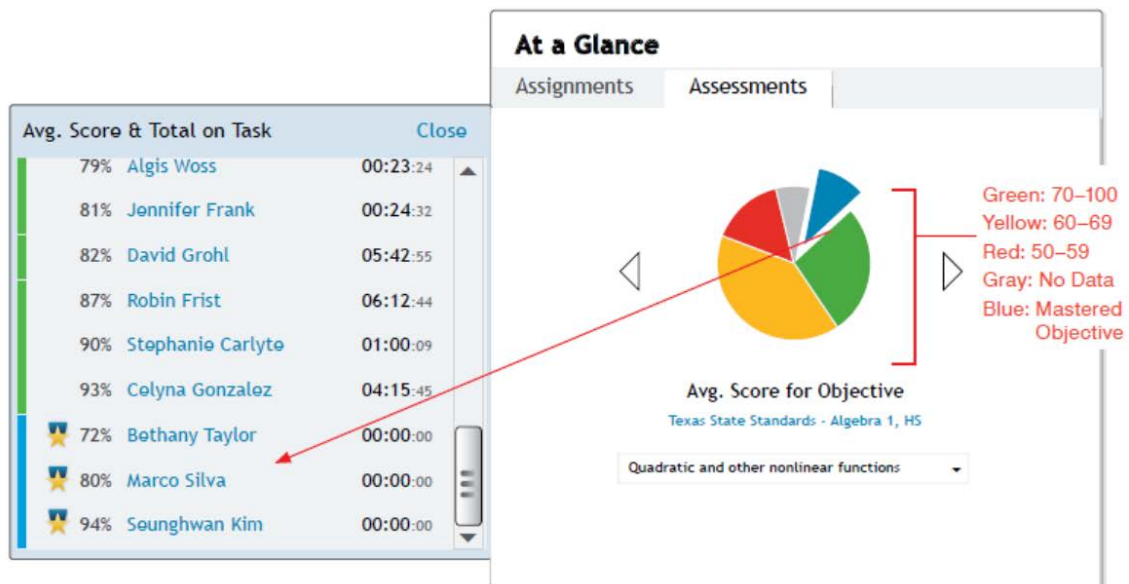 At a Glance
Assignments Assessments
Avg. Score & Total on Task Close
79% Algis Woss 00:23:24
81% Jennifer Frank 00:24:32
82% David Grohl 05:42:55
87% Robin Frist 06:12:44
90% Stephanie Carlyte 01:00:09
93% Celyna Gonzalez 04:15:45
72% Bethany Taylor 00:00:00
80% Marco Silva 00:00:00
94% Seunghwan Kim 00:00:00
Green: 70–100
Yellow: 60–69
Red: 50–59
Gray: No Data
Blue: Mastered
Objective
Avg. Score for Objective
Texas State Standards - Algebra 1, HS
Quadratic and other nonlinear functions